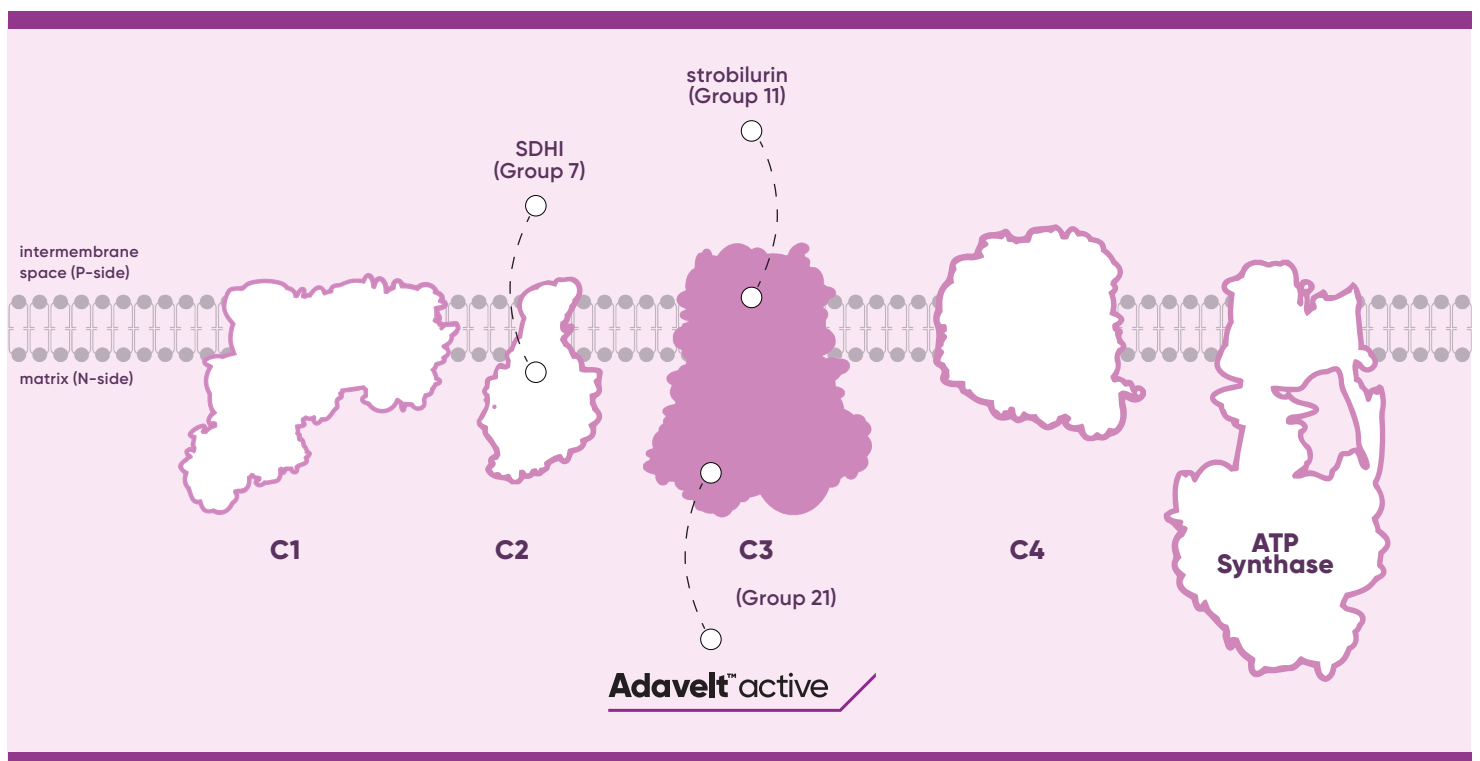 strobilurin
(Group 11)
SDHI
(Group 7)
intermembrane
space (P-side)
matrix (N-side)
C1
C2
C3
C4
ATP
Synthase
(Group 21)
Adavelt™ active